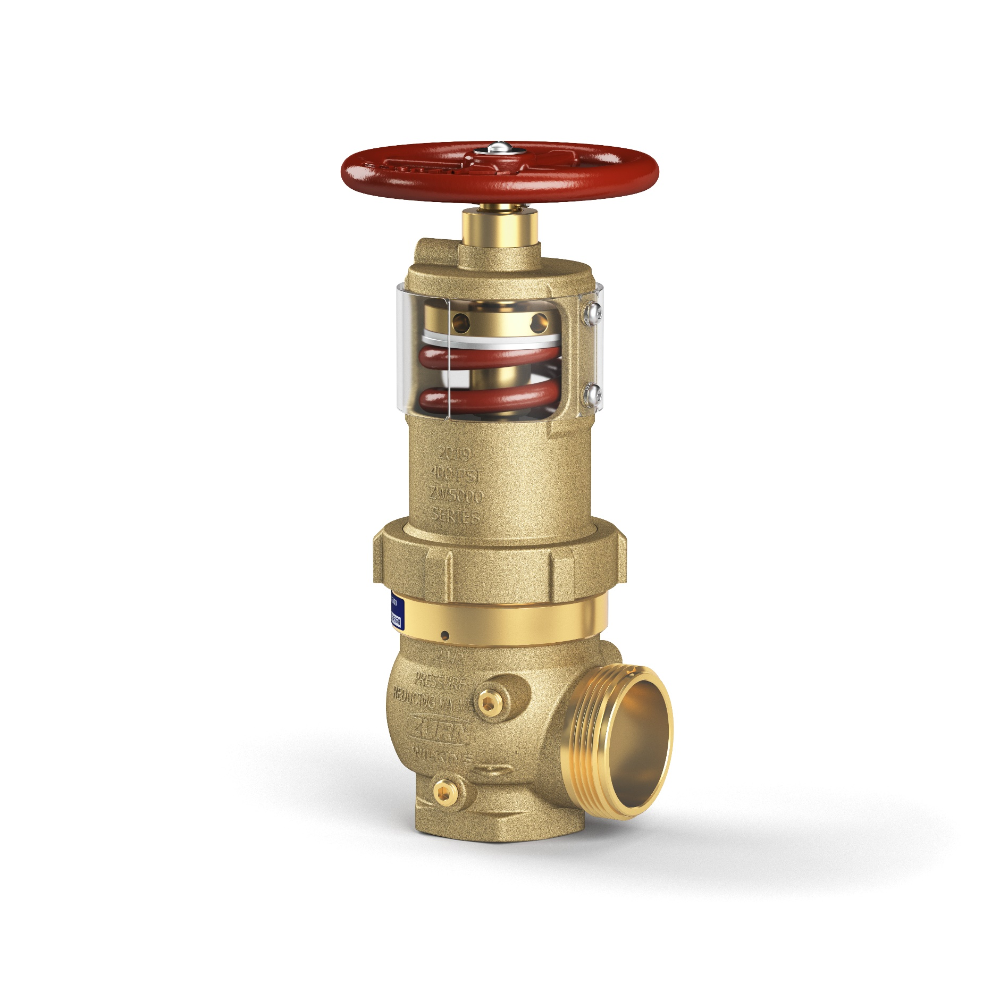 2019
400 PSI
ZW5000
SERIES
2 1/2
PRESSURE
REDUCING VALVE
ZURN
WILKINS